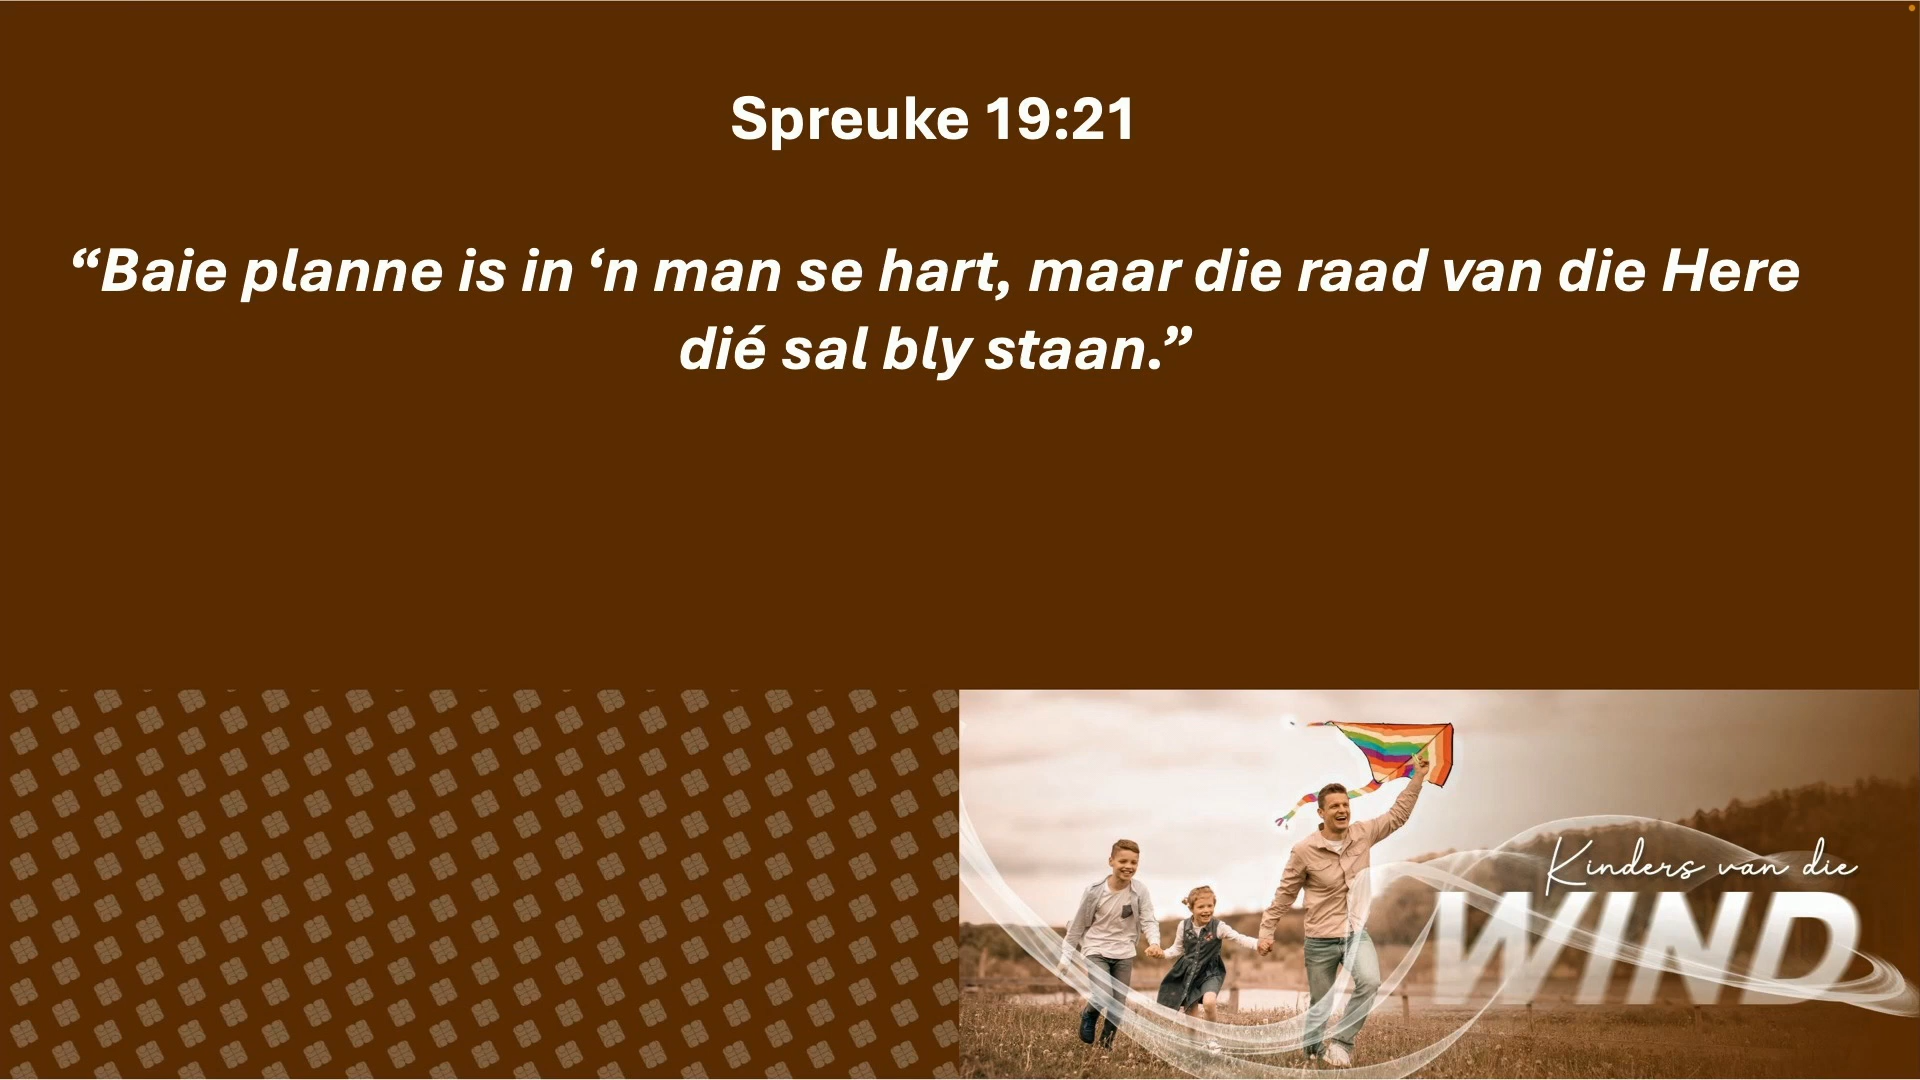 Spreuke 19:21
“Baie planne is in ‘n man se hart, maar die raad van die Here
dié sal bly staan.”
Kinders van die
WIND